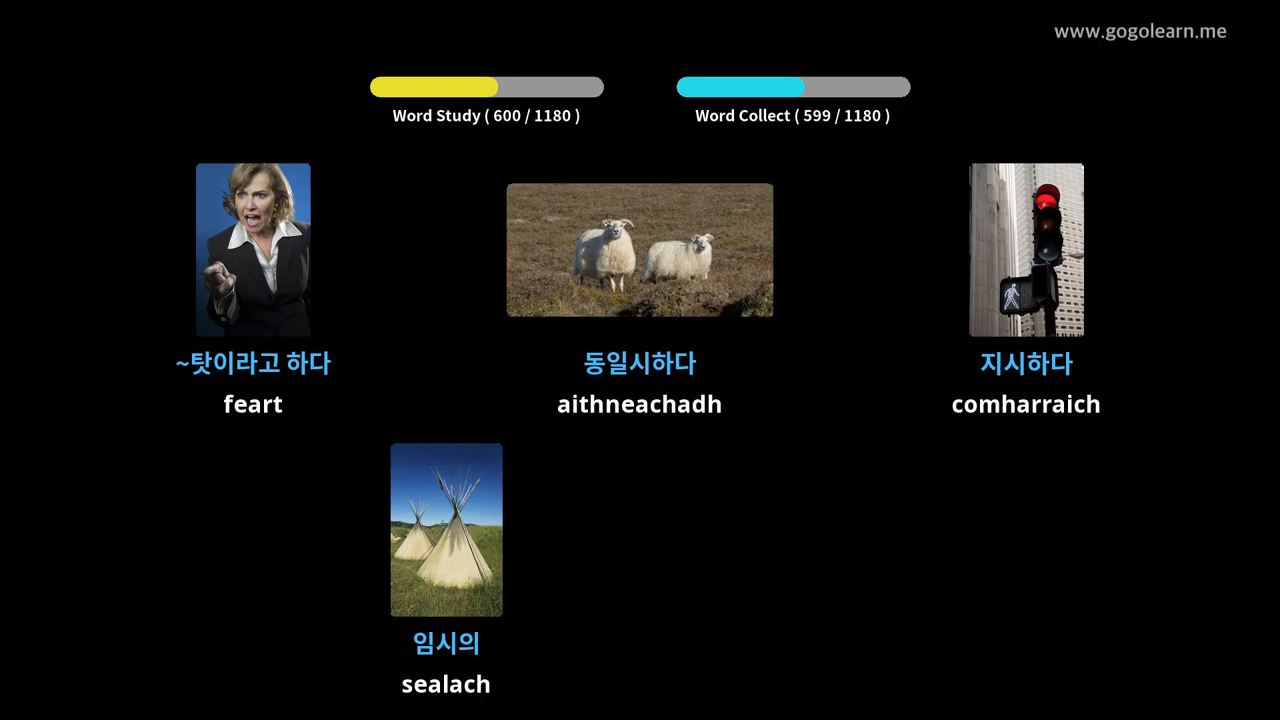 www.gogolearn.me
Word Study ( 600 / 1180 )
Word Collect ( 599 / 1180 )
~탓이라고 하다
feart
동일시하다
aithneachadh
지시하다
comharraich
임시의
sealach